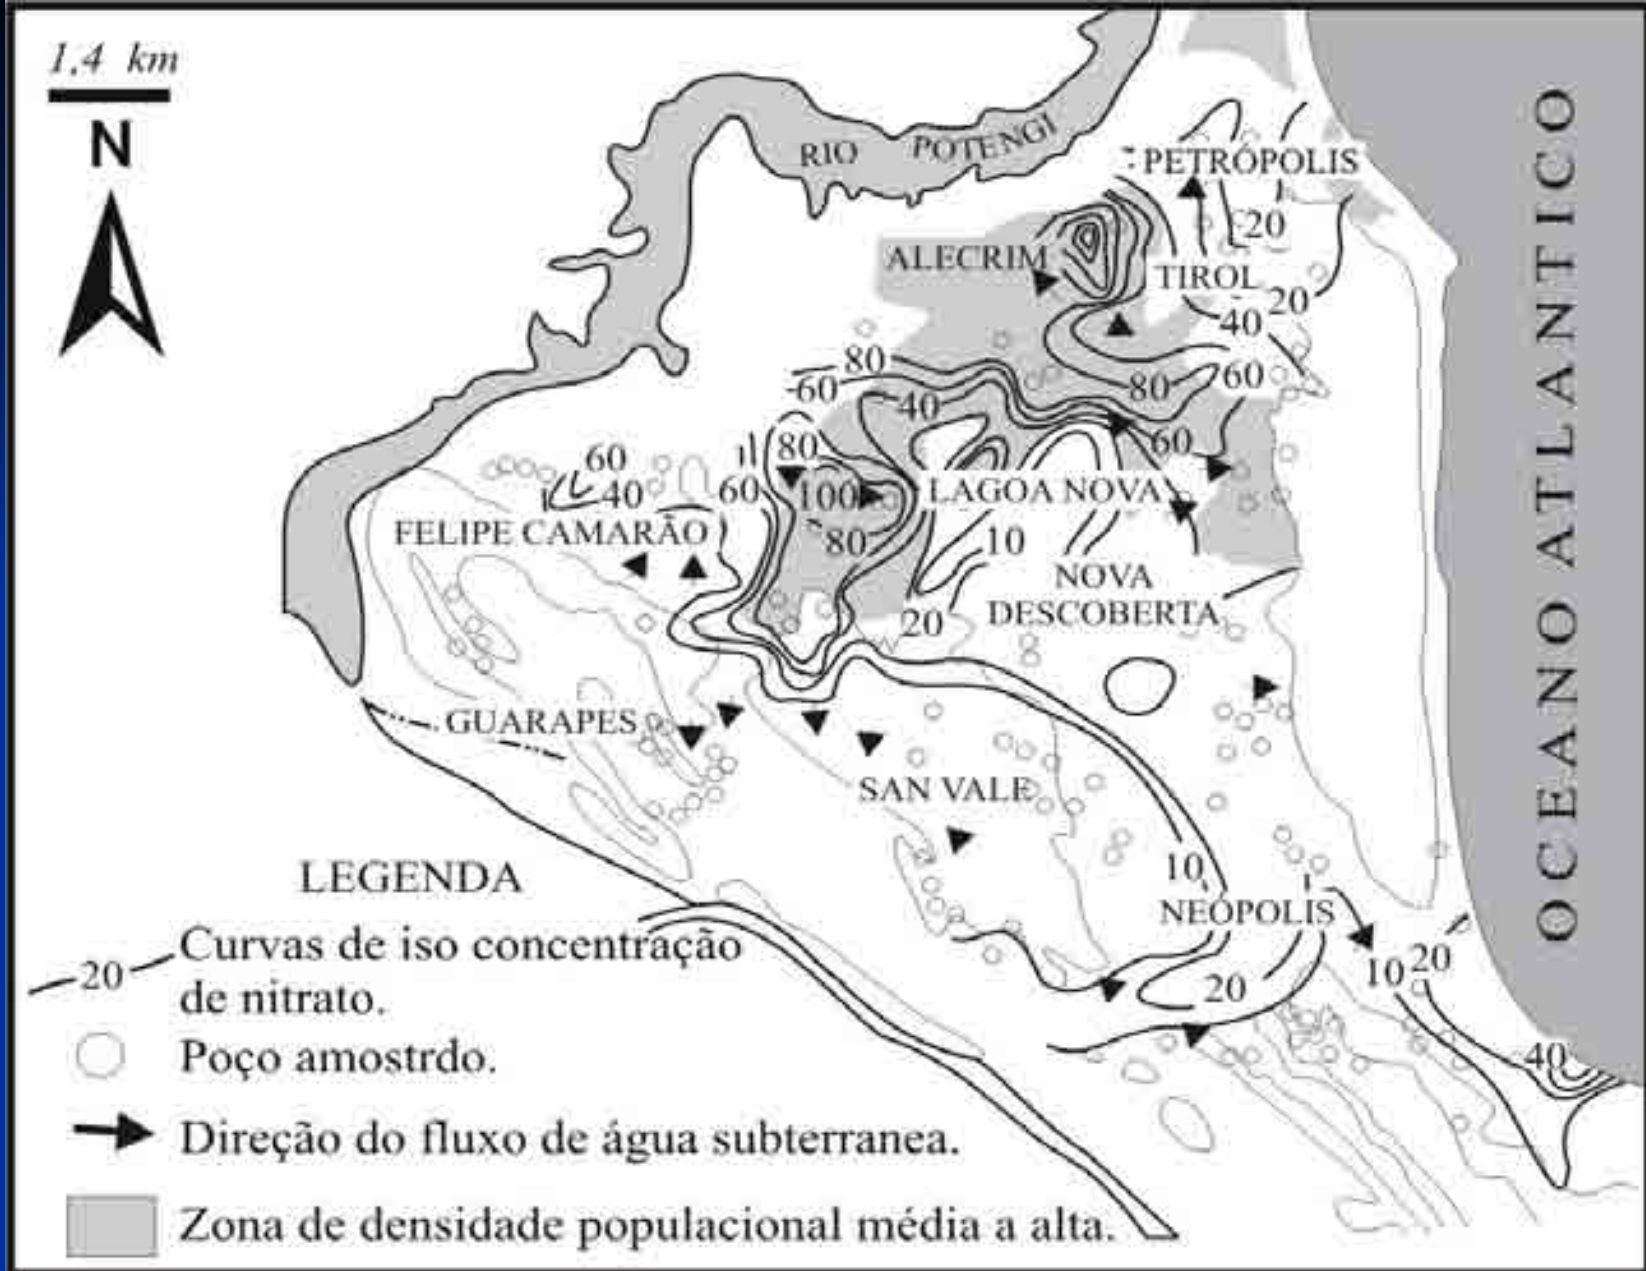 1.4 km
N
RIO POTENGI
PETRÓPOLIS
20
ALECRIM
TIROL
20
40
80
60
80
60
40
60
80
60
40
60
100
LAGOA NOVA
FELIPE CAMARÃO
80
10
NOVA
DESCOBERTA
20
GUARAPES
SAN VALE
10
NEÓPOLIS
20
10
20
40
OCEANO ATLANTICO
LEGENDA
20
Curvas de iso concentração
de nitrato.
Poço amostrdo.
Direção do fluxo de água subterranea.
Zona de densidade populacional média a alta.